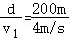 d/v₁ = 200m/4m/s